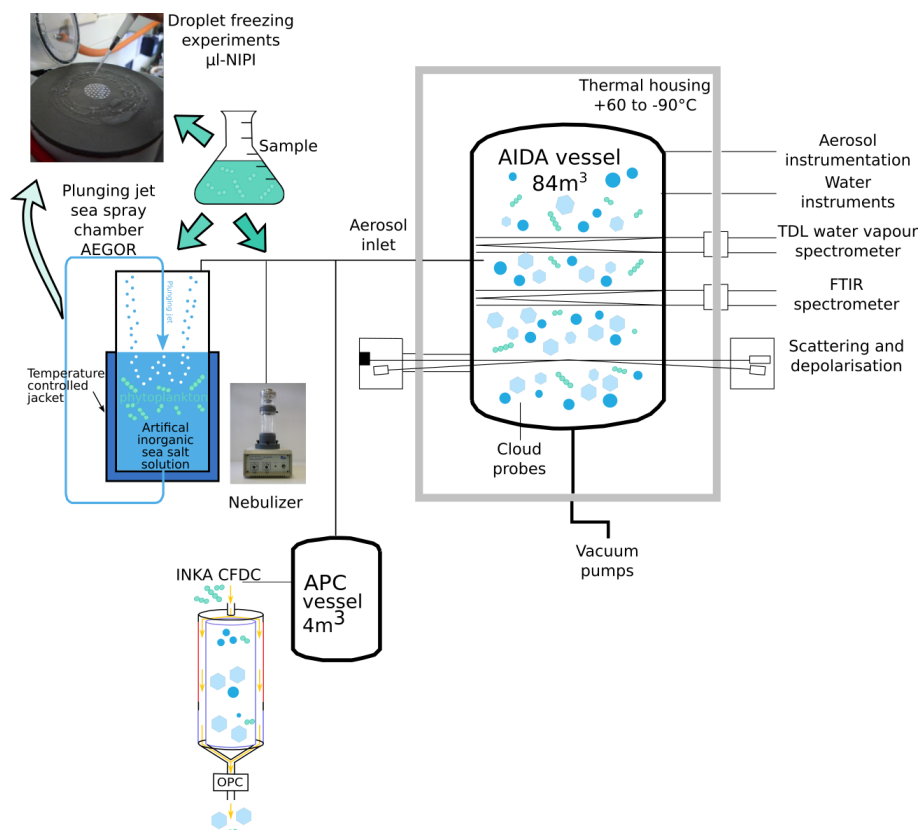 Droplet freezing
experiments
µl-NIPI
Sample
Plunging jet
sea spray
chamber
AEGOR
Plunging jet
Temperature
controlled
jacket
phytoplankton
Artifical
inorganic
sea salt
solution
Nebulizer
Aerosol
inlet
Thermal housing
+60 to -90°C
AIDA vessel
84m³
Aerosol
instrumentation
Water
instruments
TDL water vapour
spectrometer
FTIR
spectrometer
Scattering and
depolarisation
Cloud
probes
Vacuum
pumps
INKA CFDC
APC
vessel
4m³
OPC